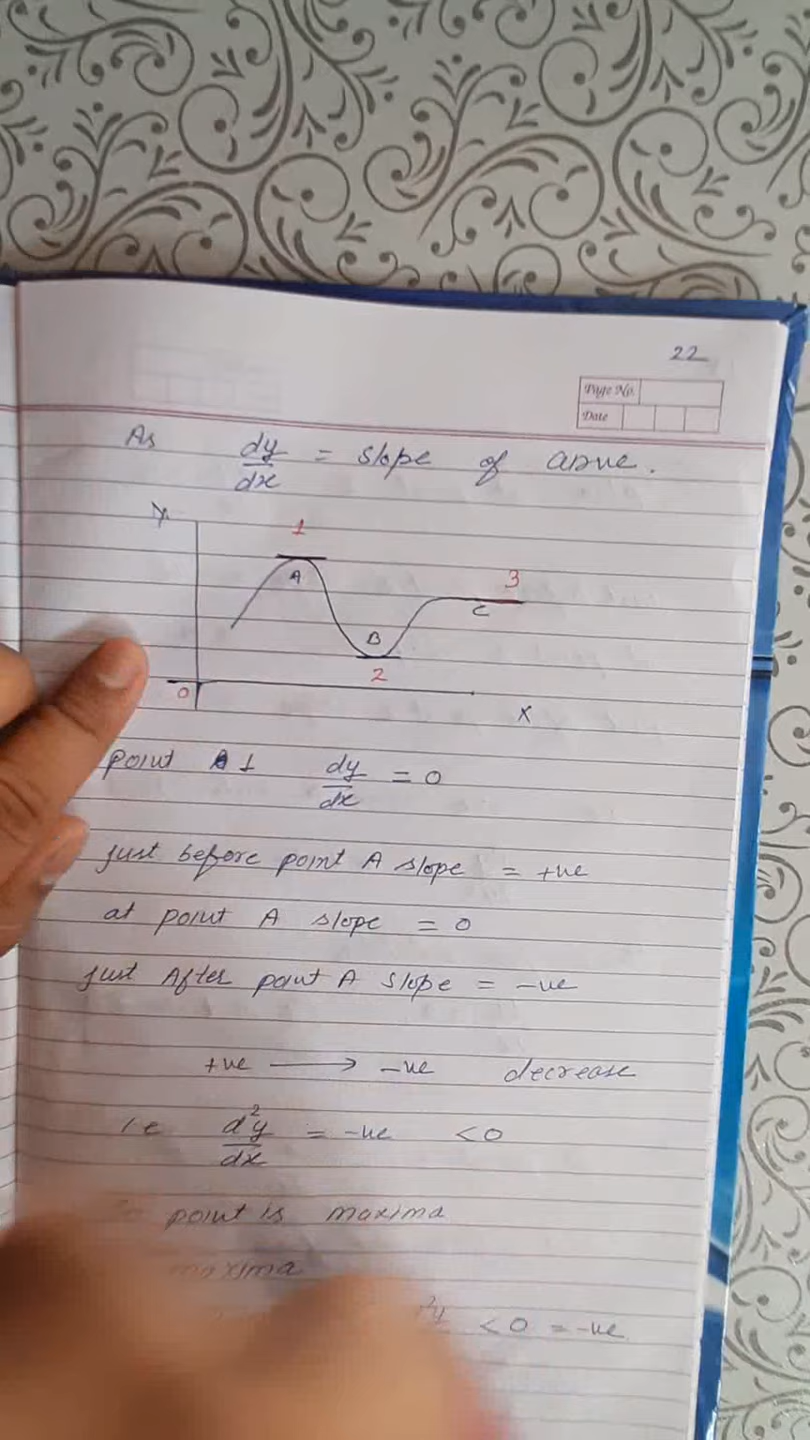 22
Page No.
Date
As dy/dx = slope of curve.
Y
1
A
3
C
B
2
0
X
point 1 dy/dx = 0
just before point A slope = +ve
at point A slope = 0
just After point A slope = -ve
+ve → -ve decrease
i.e d²y/dx = -ve <0
point is maxima
maxima
<0 = -ve